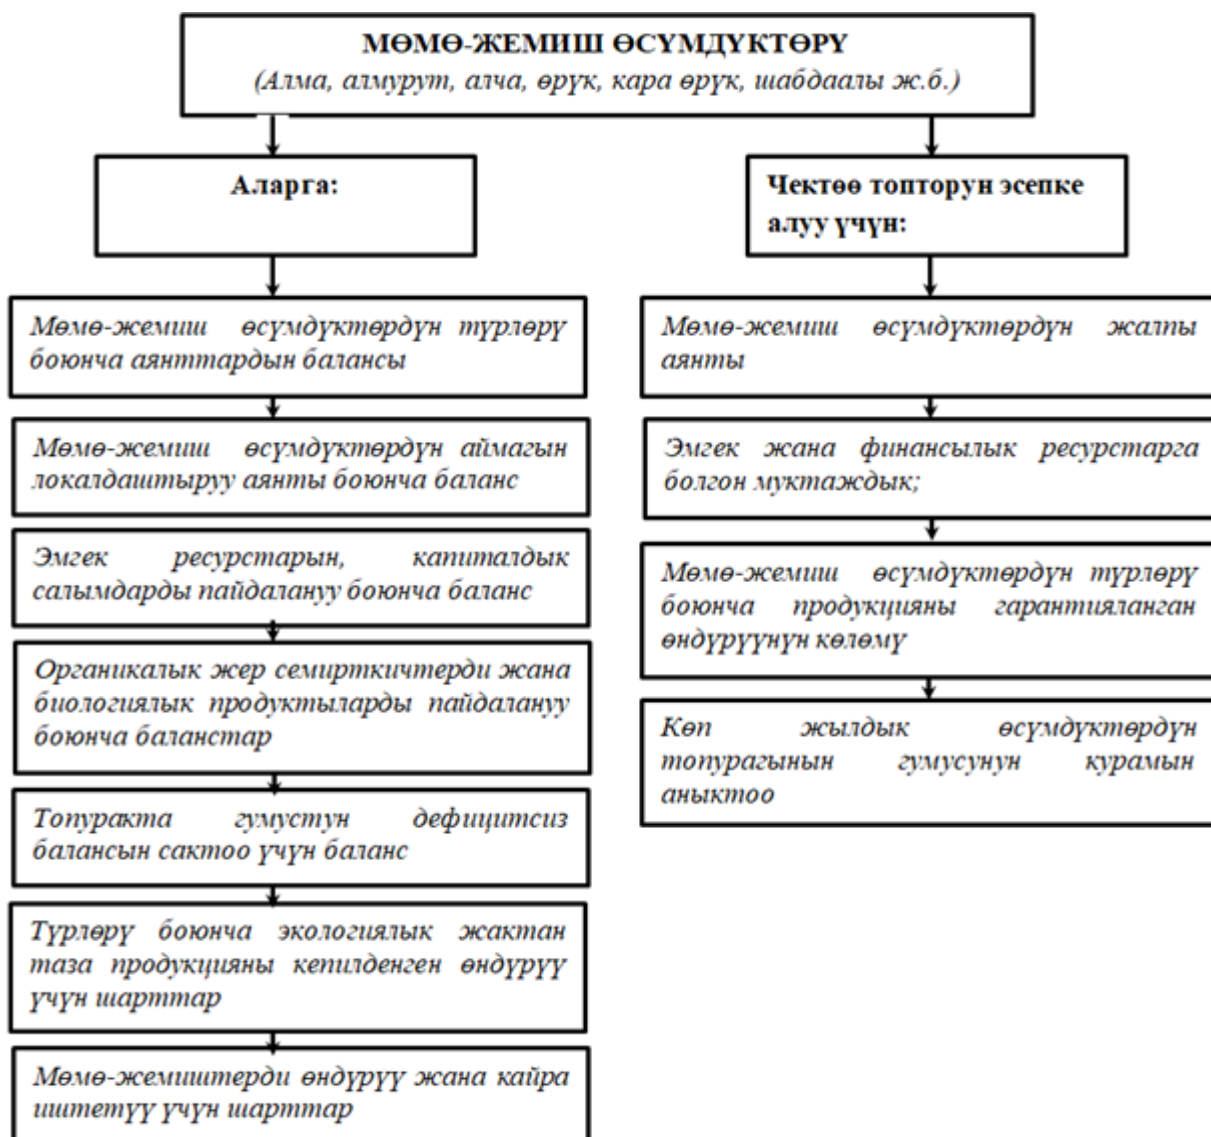 МӨМӨ-ЖЕМИШ ӨСҮМДҮКТӨРҮ
(Алма, алмурут, алча, өрүк, кара өрүк, шабдаалы ж.б.)
Аларга:
Мөмө-жемиш өсүмдүктөрдүн түрлөрү
боюнча аянттардын балансы
Мөмө-жемиш өсүмдүктөрдүн аймагын
локалдаштыруу аянты боюнча баланс
Эмгек ресурстарын, капиталдык
салымдарды пайдалануу боюнча баланс
Органикалык жер семирткичтерди жана
биологиялык продуктыларды пайдалануу
боюнча баланстар
Топуракта гумустун дефицитсиз
балансын сактоо үчүн баланс
Түрлөрү боюнча экологиялык жактан
таза продукцияны кепилденген өндүрүү
үчүн шарттар
Мөмө-жемиштерди өндүрүү жана кайра
иштетүү үчүн шарттар
Чектөө топторун эсепке
алуу үчүн:
Мөмө-жемиш өсүмдүктөрдүн жалпы
аянты
Эмгек жана финансылык ресурстарга
болгон муктаждык;
Мөмө-жемиш өсүмдүктөрдүн түрлөрү
боюнча продукцияны гарантияланган
өндүрүүнүн көлөмү
Көп жылдык өсүмдүктөрдүн
топурагынын гумусунун курамын
аныктоо